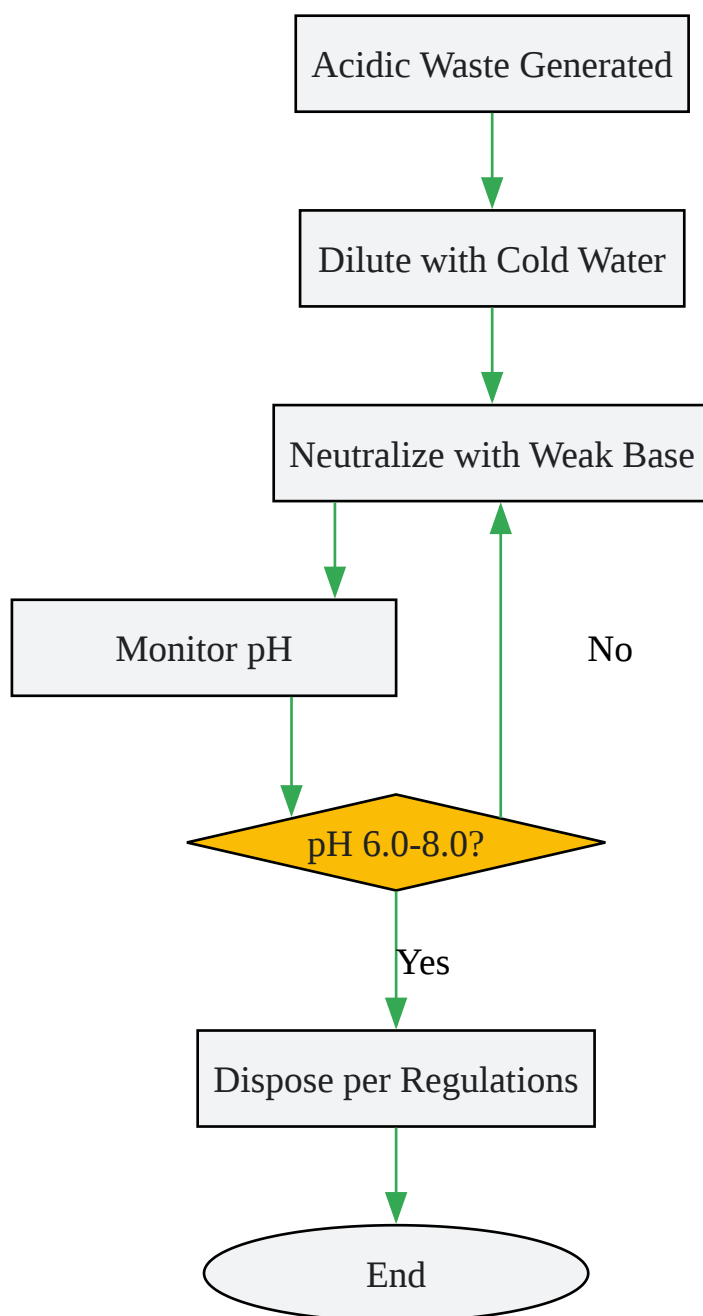 Acidic Waste Generated
Dilute with Cold Water
Neutralize with Weak Base
Monitor pH
No
pH 6.0-8.0?
Yes
Dispose per Regulations
End